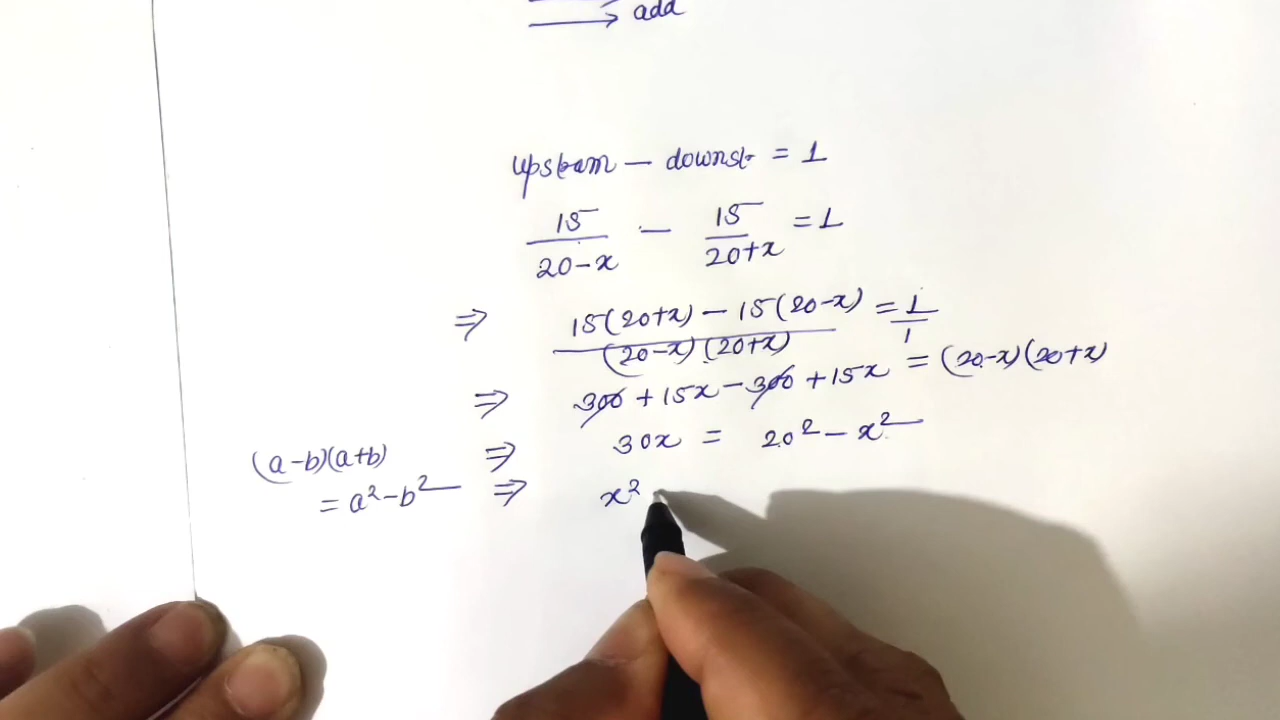 add
upsteam — downst = 1
15/(20-x) — 15/(20+x) = 1
⇒ (15(20+x) — 15(20-x))/((20-x)(20+x)) = 1/1
⇒ 300 + 15x - 300 + 15x = (20-x)(20+x)
(a-b)(a+b) ⇒ 30x = 20² - x²
= a² - b² ⇒ x²